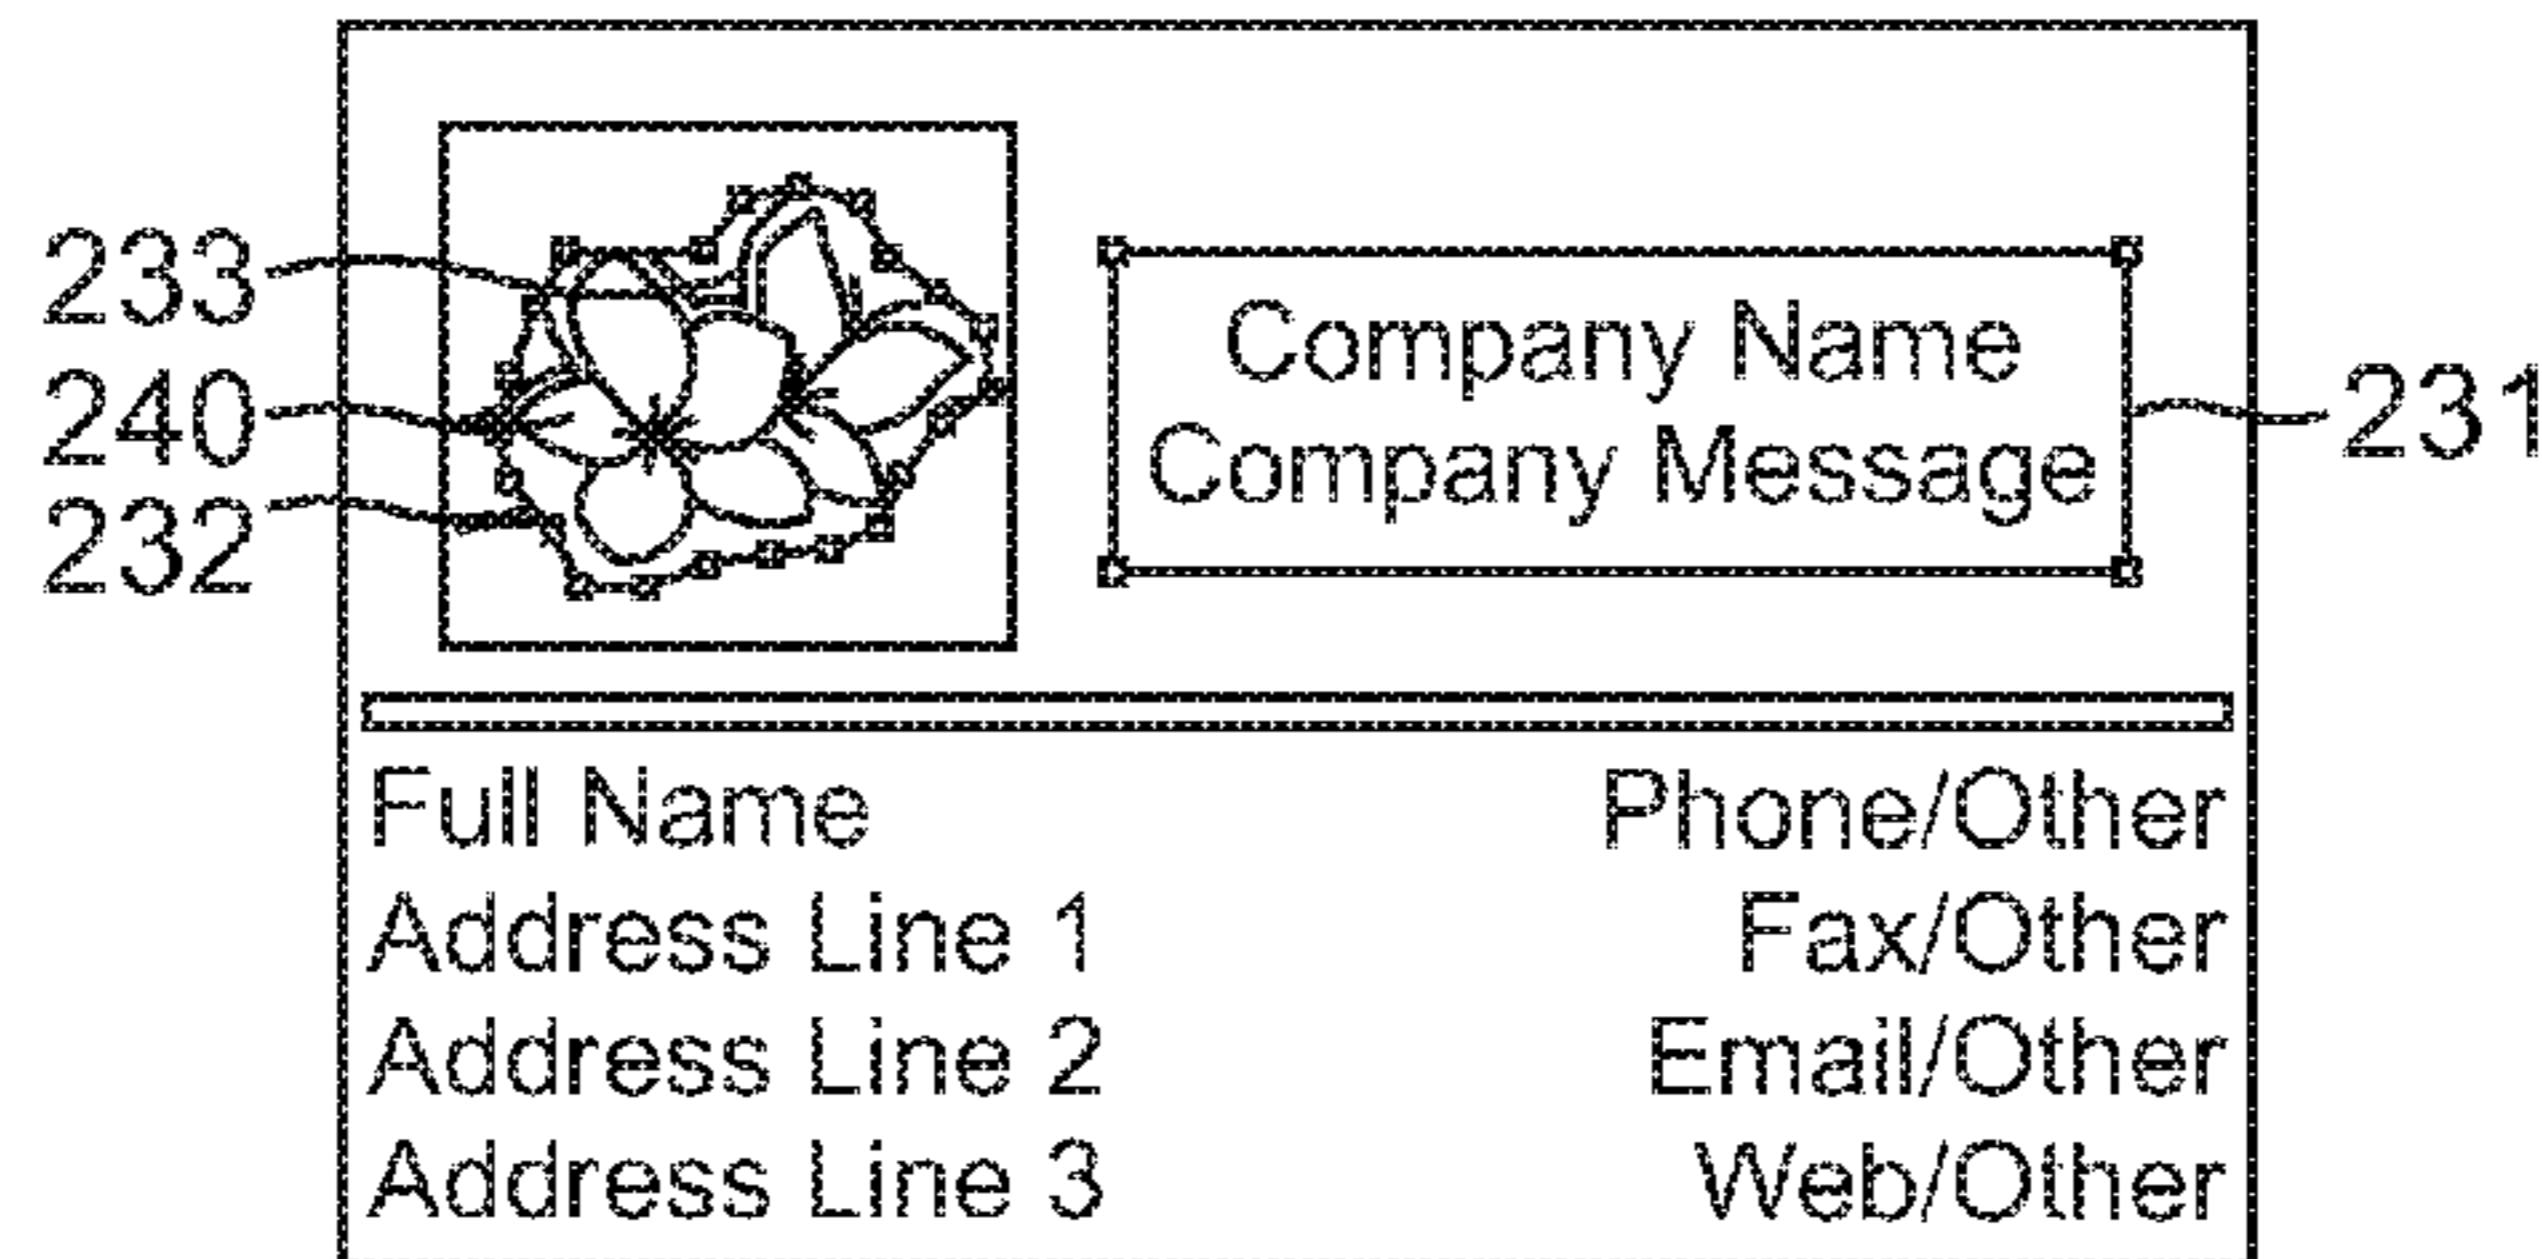 233
240
232
Company Name
Company Message
231
Full Name
Address Line 1
Address Line 2
Address Line 3
Phone/Other
Fax/Other
Email/Other
Web/Other